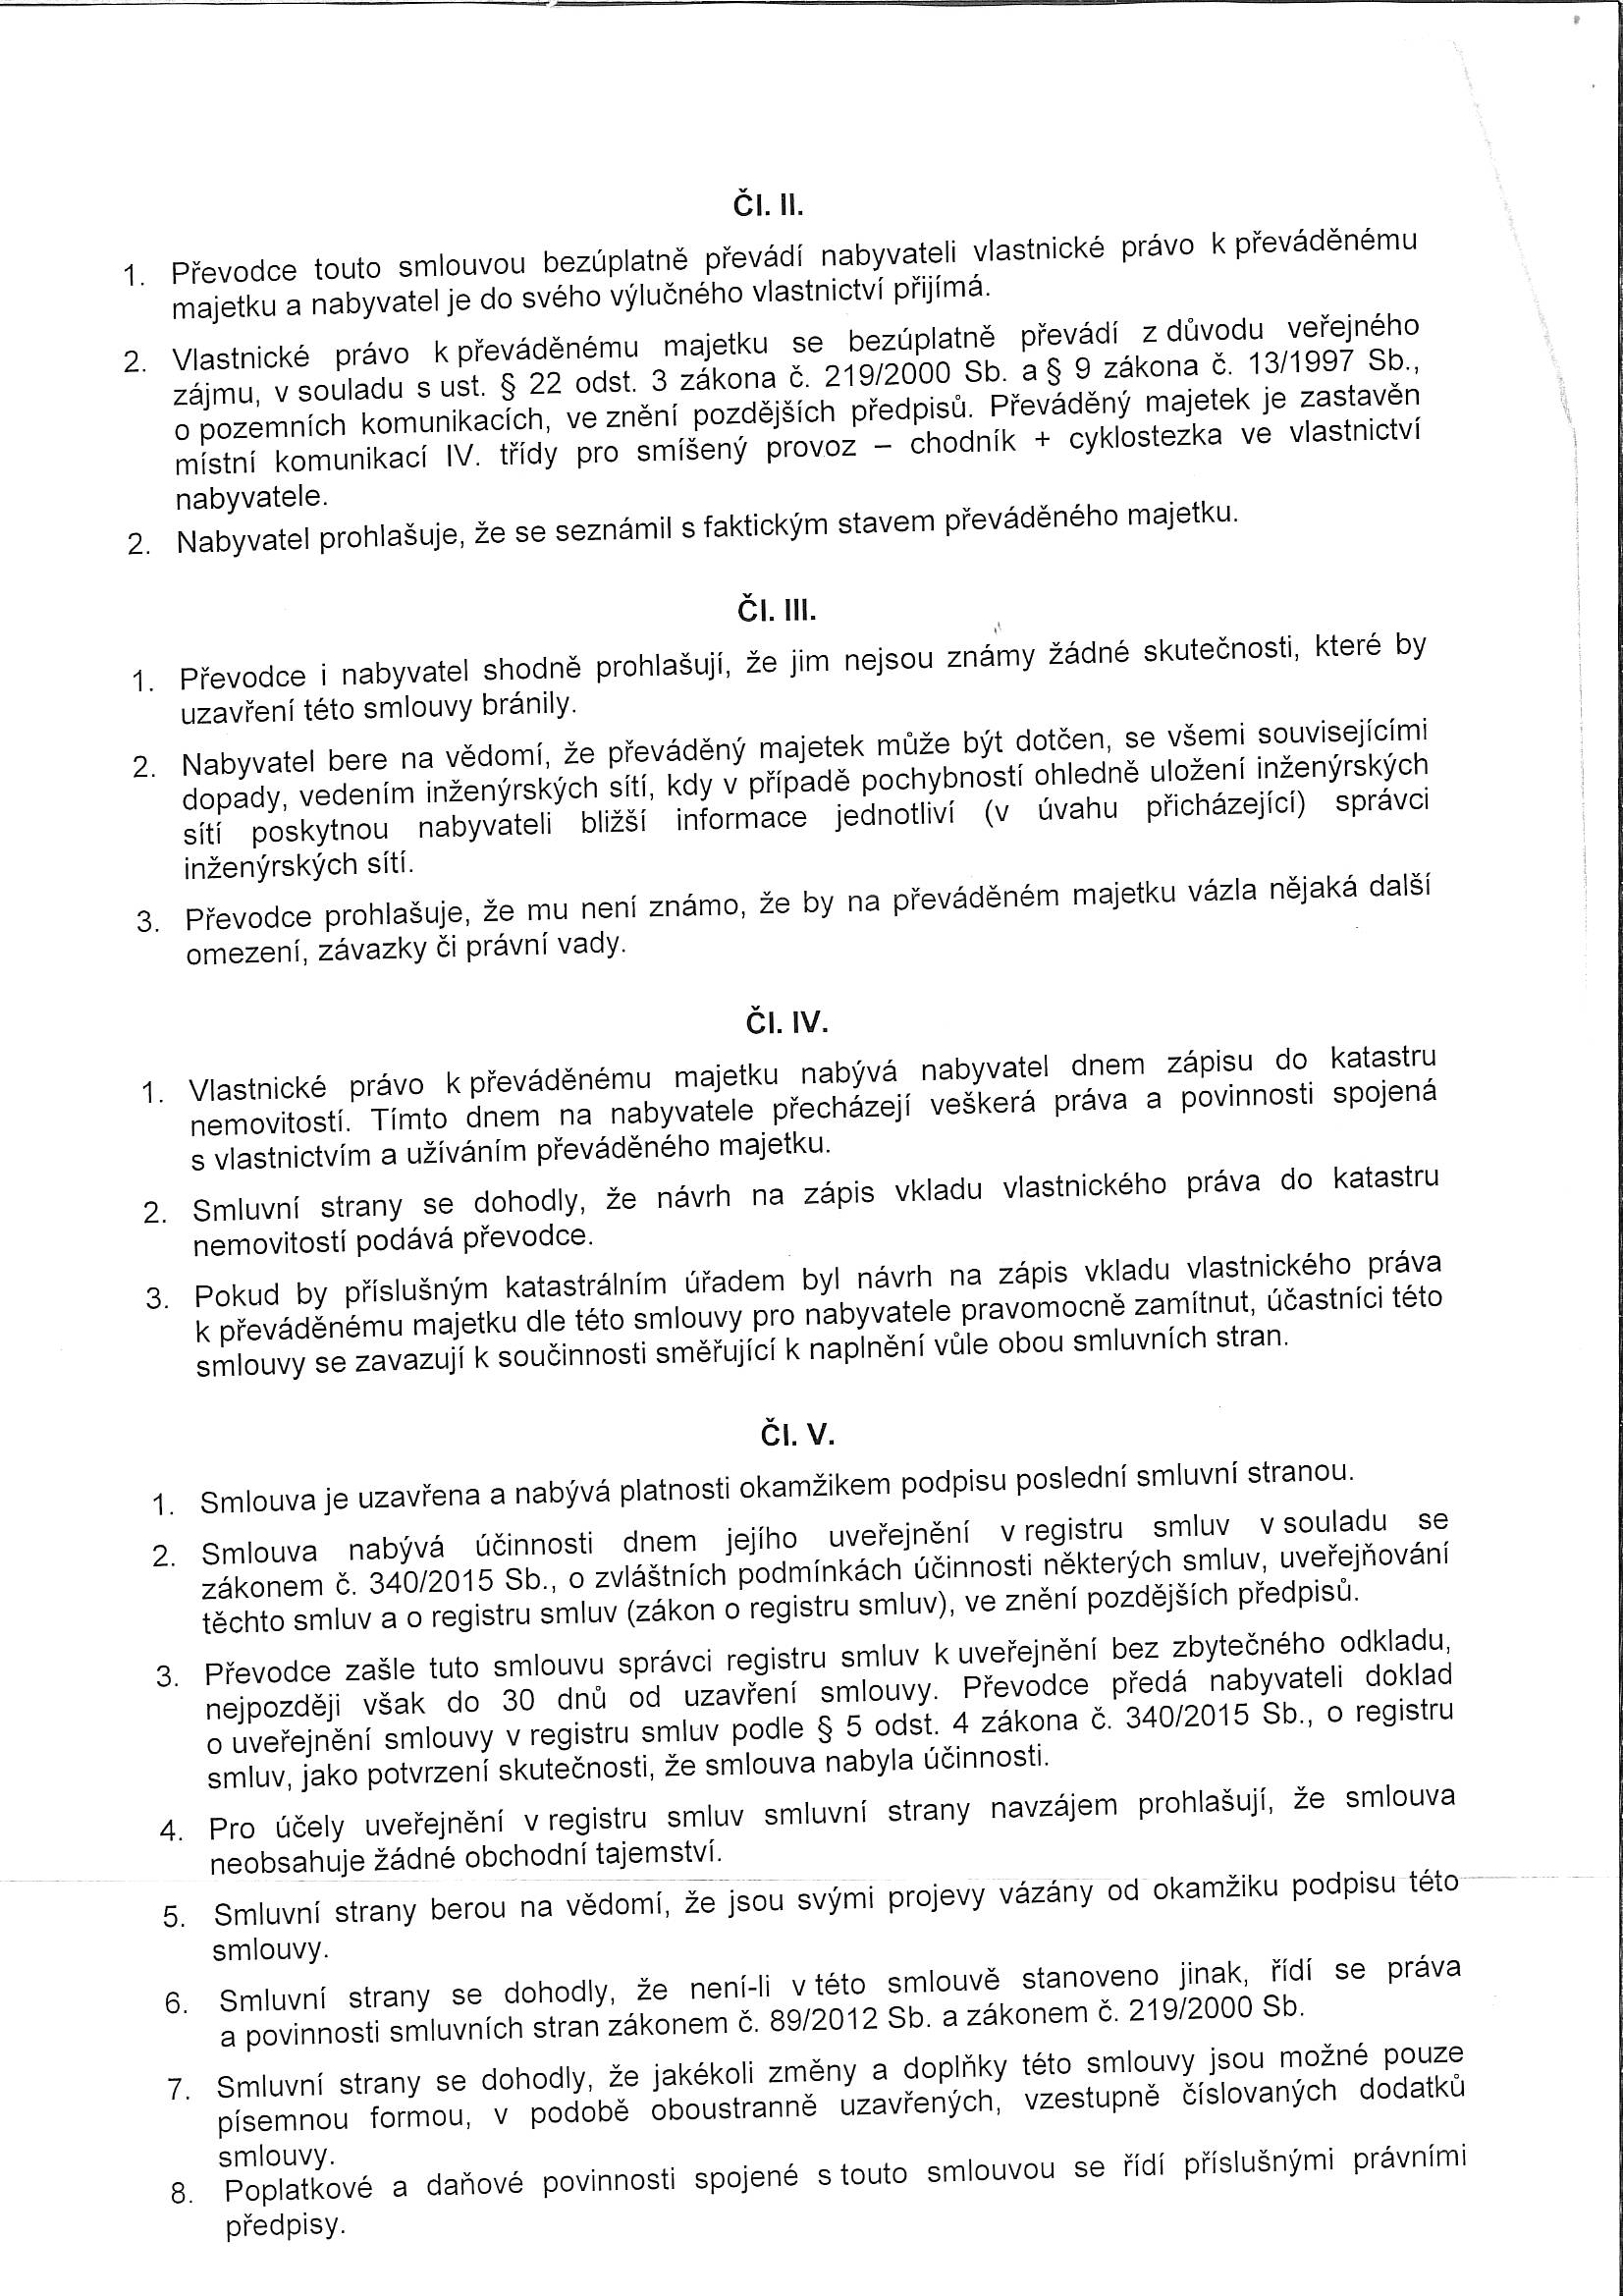 Čl. II.
1. Převodce touto smlouvou bezúplatně převádí nabyvateli vlastnické právo k převáděnému
majetku a nabyvatel je do svého výlučného vlastnictví přijímá.
2. Vlastnické právo k převáděnému majetku se bezúplatně převádí z důvodu veřejného
zájmu, v souladu s ust. § 22 odst. 3 zákona č. 219/2000 Sb. a § 9 zákona č. 13/1997 Sb.,
o pozemních komunikacích, ve znění pozdějších předpisů. Převáděný majetek je zastavěn
místní komunikací IV. třídy pro smíšený provoz – chodník + cyklostezka ve vlastnictví
nabyvatele.
2. Nabyvatel prohlašuje, že se seznámil s faktickým stavem převáděného majetku.
Čl. III.
1. Převodce i nabyvatel shodně prohlašují, že jim nejsou známy žádné skutečnosti, které by
uzavření této smlouvy bránily.
2. Nabyvatel bere na vědomí, že převáděný majetek může být dotčen, se všemi souvisejícími
dopady, vedením inženýrských sítí, kdy v případě pochybností ohledně uložení inženýrských
sítí poskytnou nabyvateli bližší informace jednotliví (v úvahu přicházející) správci
inženýrských sítí.
3. Převodce prohlašuje, že mu není známo, že by na převáděném majetku vázla nějaká další
omezení, závazky či právní vady.
Čl. IV.
1. Vlastnické právo k převáděnému majetku nabývá nabyvatel dnem zápisu do katastru
nemovitostí. Tímto dnem na nabyvatele přecházejí veškerá práva a povinnosti spojená
s vlastnictvím a užíváním převáděného majetku.
2. Smluvní strany se dohodly, že návrh na zápis vkladu vlastnického práva do katastru
nemovitostí podává převodce.
3. Pokud by příslušným katastrálním úřadem byl návrh na zápis vkladu vlastnického práva
k převáděnému majetku dle této smlouvy pro nabyvatele pravomocně zamítnut, účastníci této
smlouvy se zavazují k součinnosti směřující k naplnění vůle obou smluvních stran.
Čl. V.
1. Smlouva je uzavřena a nabývá platnosti okamžikem podpisu poslední smluvní stranou.
2. Smlouva nabývá účinnosti dnem jejího uveřejnění v registru smluv v souladu se
zákonem č. 340/2015 Sb., o zvláštních podmínkách účinnosti některých smluv, uveřejňování
těchto smluv a o registru smluv (zákon o registru smluv), ve znění pozdějších předpisů.
3. Převodce zašle tuto smlouvu správci registru smluv k uveřejnění bez zbytečného odkladu,
nejpozději však do 30 dnů od uzavření smlouvy. Převodce předá nabyvateli doklad
o uveřejnění smlouvy v registru smluv podle § 5 odst. 4 zákona č. 340/2015 Sb., o registru
smluv, jako potvrzení skutečnosti, že smlouva nabyla účinnosti.
4. Pro účely uveřejnění v registru smluv smluvní strany navzájem prohlašují, že smlouva
neobsahuje žádné obchodní tajemství.
5. Smluvní strany berou na vědomí, že jsou svými projevy vázány od okamžiku podpisu této
smlouvy.
6. Smluvní strany se dohodly, že není-li v této smlouvě stanoveno jinak, řídí se práva
a povinnosti smluvních stran zákonem č. 89/2012 Sb. a zákonem č. 219/2000 Sb.
7. Smluvní strany se dohodly, že jakékoli změny a doplňky této smlouvy jsou možné pouze
písemnou formou, v podobě oboustranně uzavřených, vzestupně číslovaných dodatků
smlouvy.
8. Poplatkové a daňové povinnosti spojené s touto smlouvou se řídí příslušnými právními
předpisy.